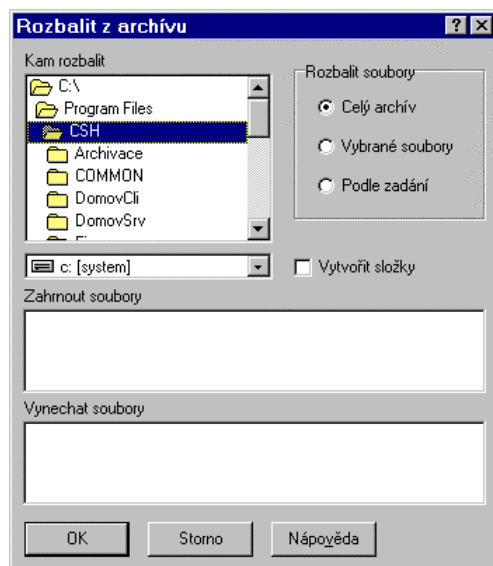 Rozbalit z archívu
Kam rozbalit
C:\
Program Files
CSH
Archivace
COMMON
DomovCli
DomovSrv
c: [system]
Rozbalit soubory
Celý archív
Vybrané soubory
Podle zadání
Vytvořit složky
Zahrnout soubory
Vynechat soubory
OK
Storno
Nápověda